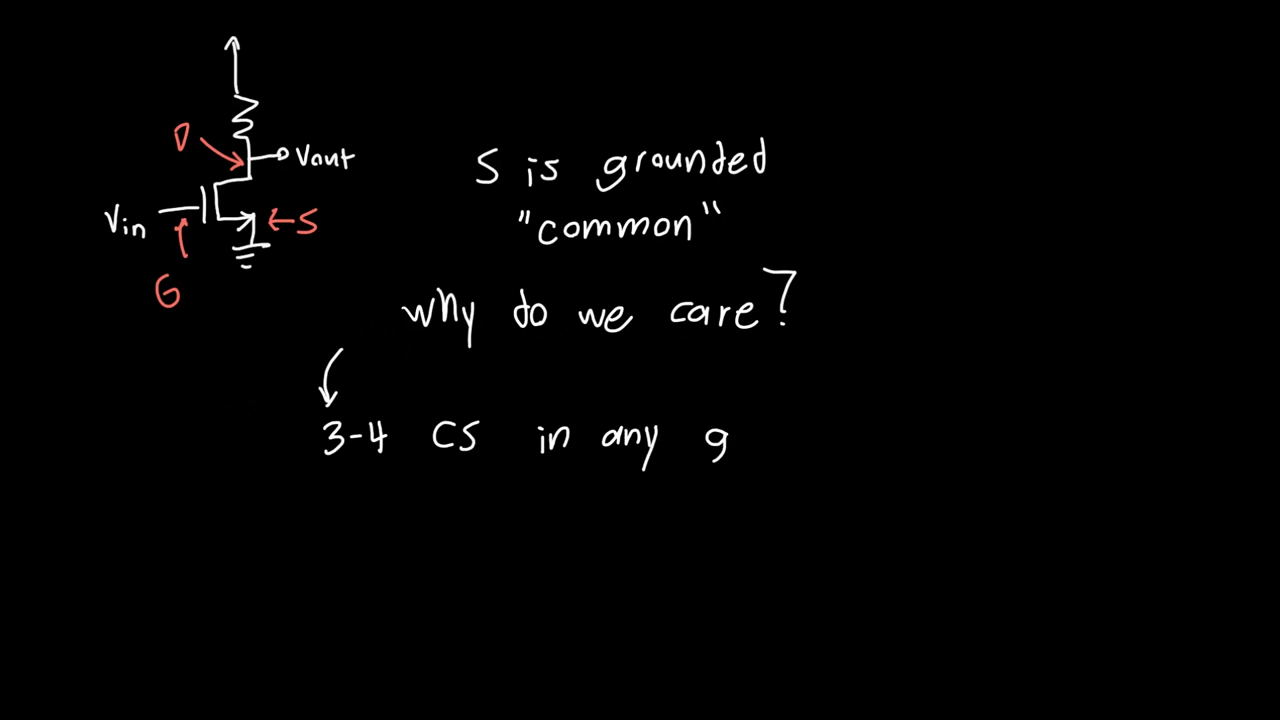 D
Vout
Vin
S
G
S is grounded
"common"
why do we care?
3-4 CS in any g